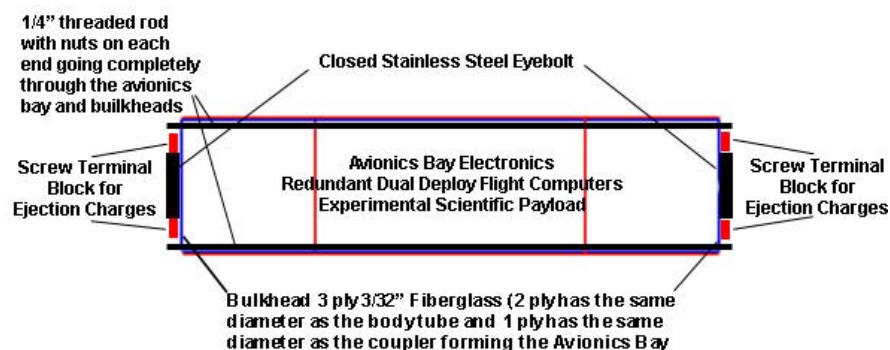 1/4" threaded rod
with nuts on each
end going completely
through the avionics
bay and builkheads
Closed Stainless Steel Eyebolt
Screw Terminal
Block for
Ejection Charges
Avionics Bay Electronics
Redundant Dual Deploy Flight Computers
Experimental Scientific Payload
Screw Terminal
Block for
Ejection Charges
Bulkhead 3 ply 3/32" Fiberglass (2 ply has the same
diameter as the body tube and 1 ply has the same
diameter as the coupler forming the Avionics Bay